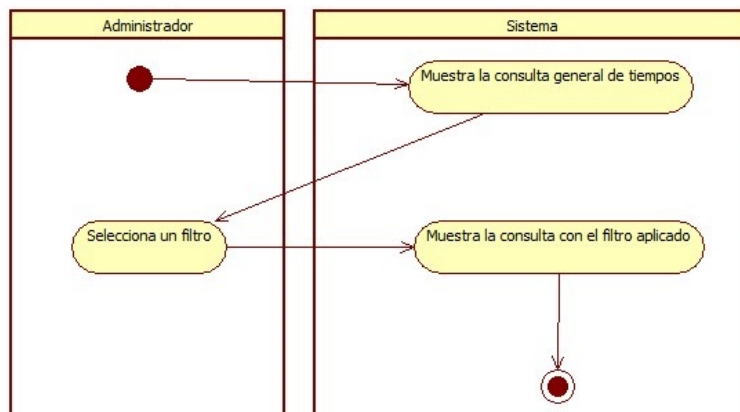 Administrador
Sistema
Muestra la consulta general de tiempos
Selecciona un filtro
Muestra la consulta con el filtro aplicado